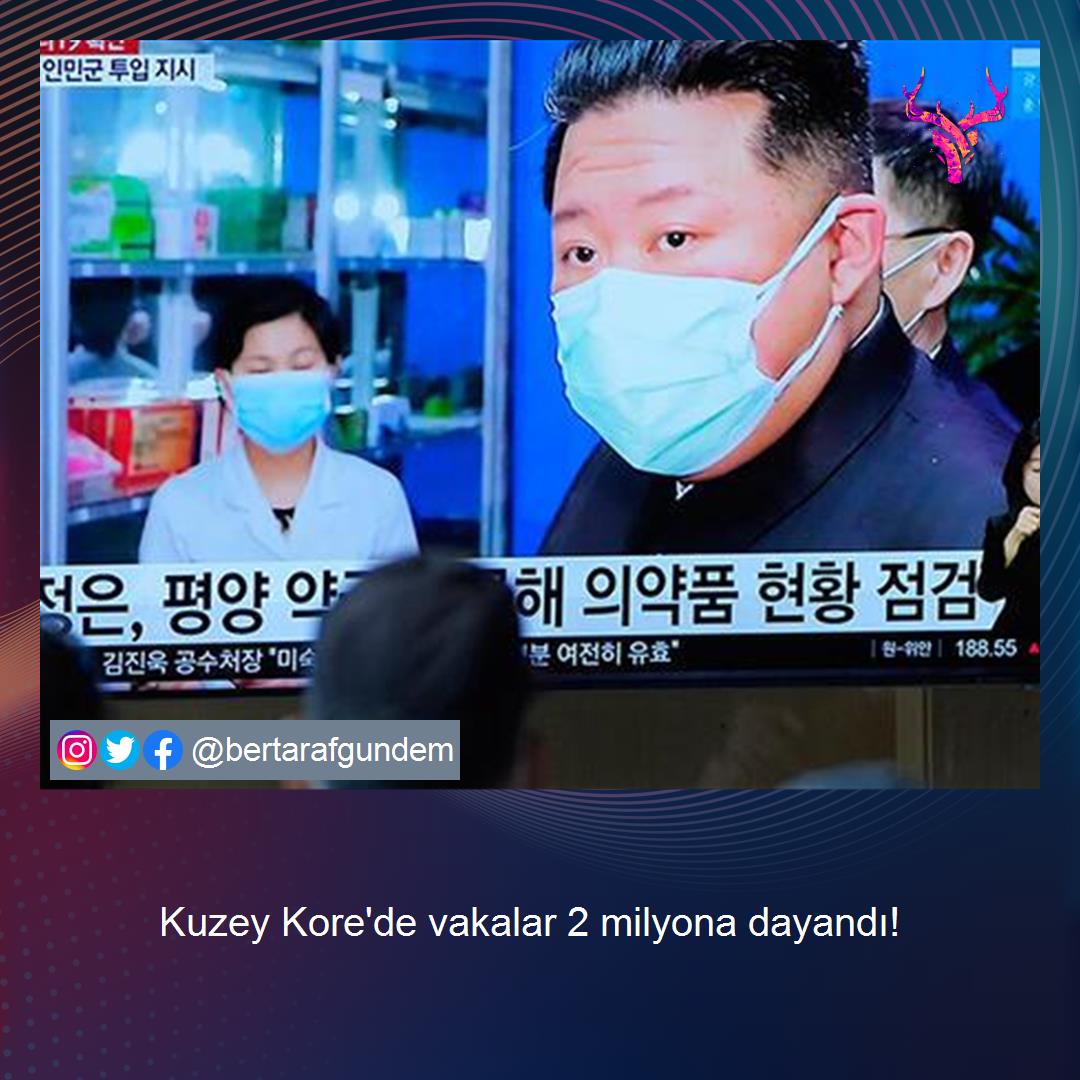 인민군 투입 지시
정은, 평양 해 의약품 현황 점검
김진욱 공수처장 "미숙 여전히 유효" 원-위안 188.55
@bertarafgundem
Kuzey Kore'de vakalar 2 milyona dayandı!